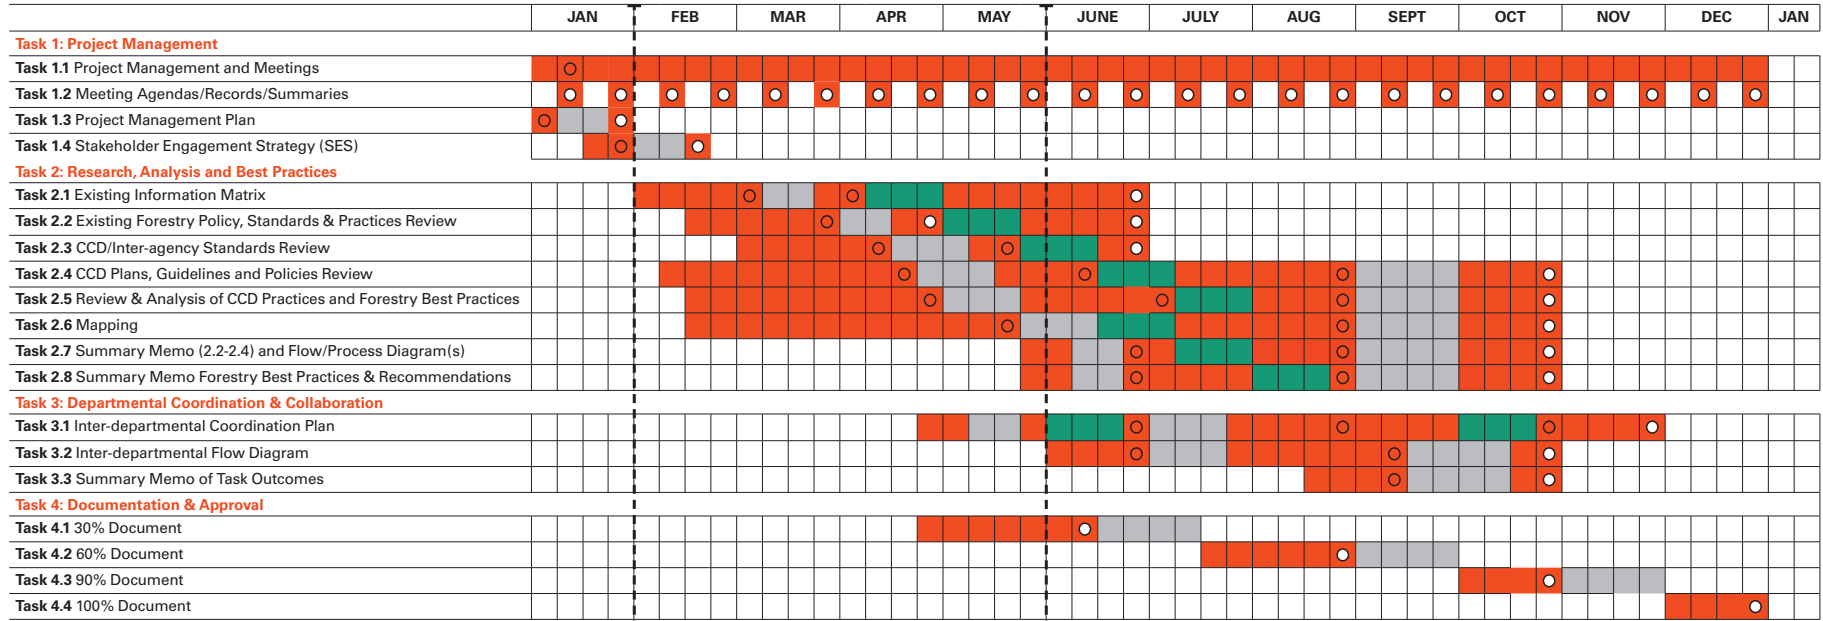 JAN FEB MAR APR MAY JUNE JULY AUG SEPT OCT NOV DEC JAN
Task 1: Project Management
Task 1.1 Project Management and Meetings
Task 1.2 Meeting Agendas/Records/Summaries
Task 1.3 Project Management Plan
Task 1.4 Stakeholder Engagement Strategy (SES)
Task 2: Research, Analysis and Best Practices
Task 2.1 Existing Information Matrix
Task 2.2 Existing Forestry Policy, Standards & Practices Review
Task 2.3 CCD/Inter-agency Standards Review
Task 2.4 CCD Plans, Guidelines and Policies Review
Task 2.5 Review & Analysis of CCD Practices and Forestry Best Practices
Task 2.6 Mapping
Task 2.7 Summary Memo (2.2-2.4) and Flow/Process Diagram(s)
Task 2.8 Summary Memo Forestry Best Practices & Recommendations
Task 3: Departmental Coordination & Collaboration
Task 3.1 Inter-departmental Coordination Plan
Task 3.2 Inter-departmental Flow Diagram
Task 3.3 Summary Memo of Task Outcomes
Task 4: Documentation & Approval
Task 4.1 30% Document
Task 4.2 60% Document
Task 4.3 90% Document
Task 4.4 100% Document